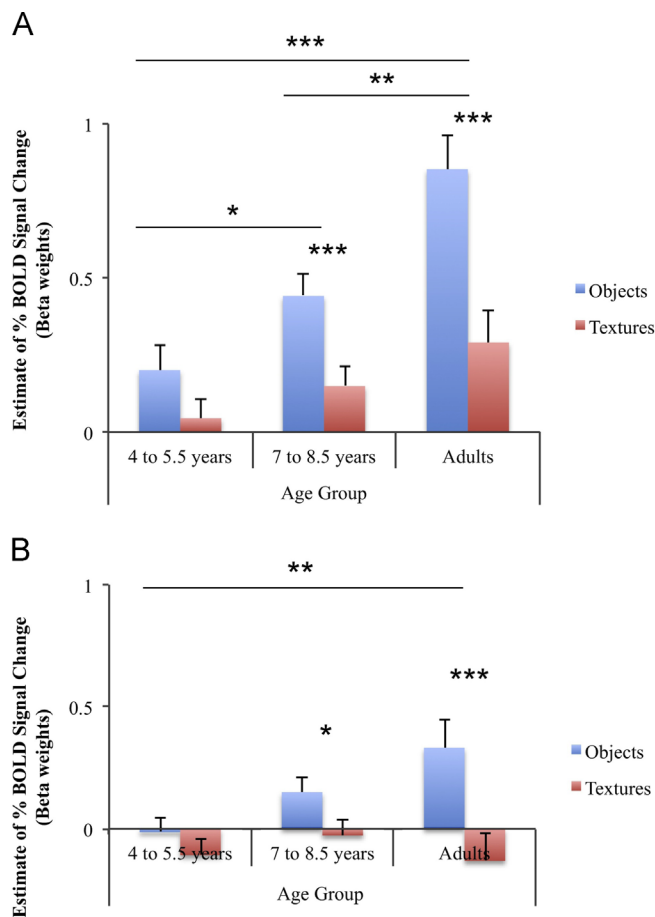 A
***
**
***
1
*
***
0.5
0
Estimate of % BOLD Signal Change
(Beta weights)
Objects
Textures
4 to 5.5 years
7 to 8.5 years
Adults
Age Group
B
1
**
***
0.5
*
0
Estimate of % BOLD Signal Change
(Beta weights)
Objects
Textures
4 to 5.5 years
7 to 8.5 years
Adults
Age Group